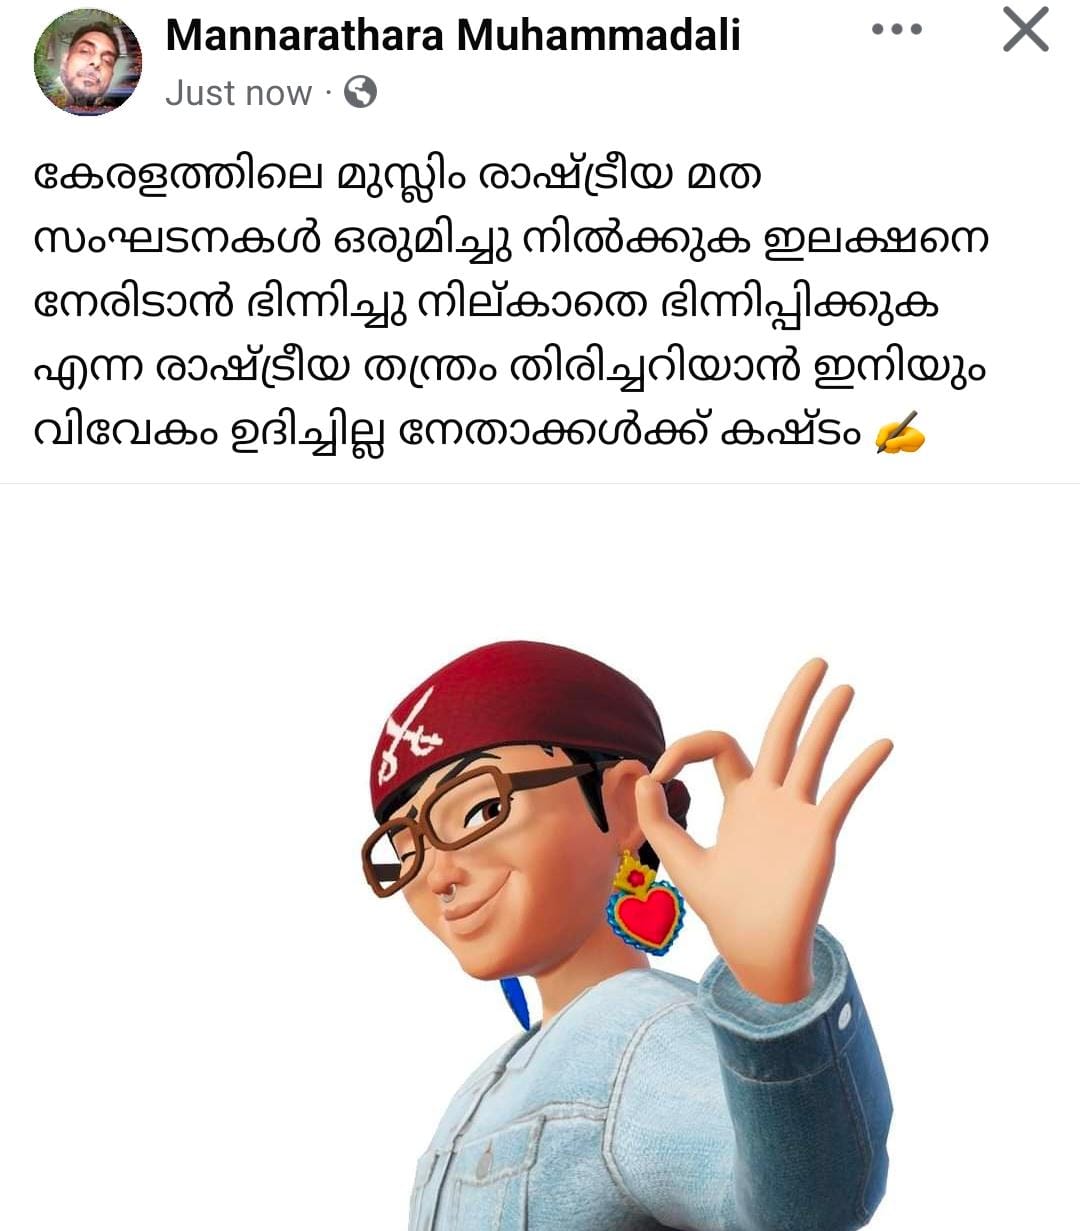 Mannarathara Muhammadali
Just now ·
കേരളത്തിലെ മുസ്ലിം രാഷ്ട്രീയ മത
സംഘടനകൾ ഒരുമിച്ചു നിൽക്കുക ഇലക്ഷനെ
നേരിടാൻ ഭിന്നിച്ചു നില്കാതെ ഭിന്നിപ്പിക്കുക
എന്ന രാഷ്ട്രീയ തന്ത്രം തിരിച്ചറിയാൻ ഇനിയും
വിവേകം ഉദിച്ചില്ല നേതാക്കൾക്ക് കഷ്ടം ✍️